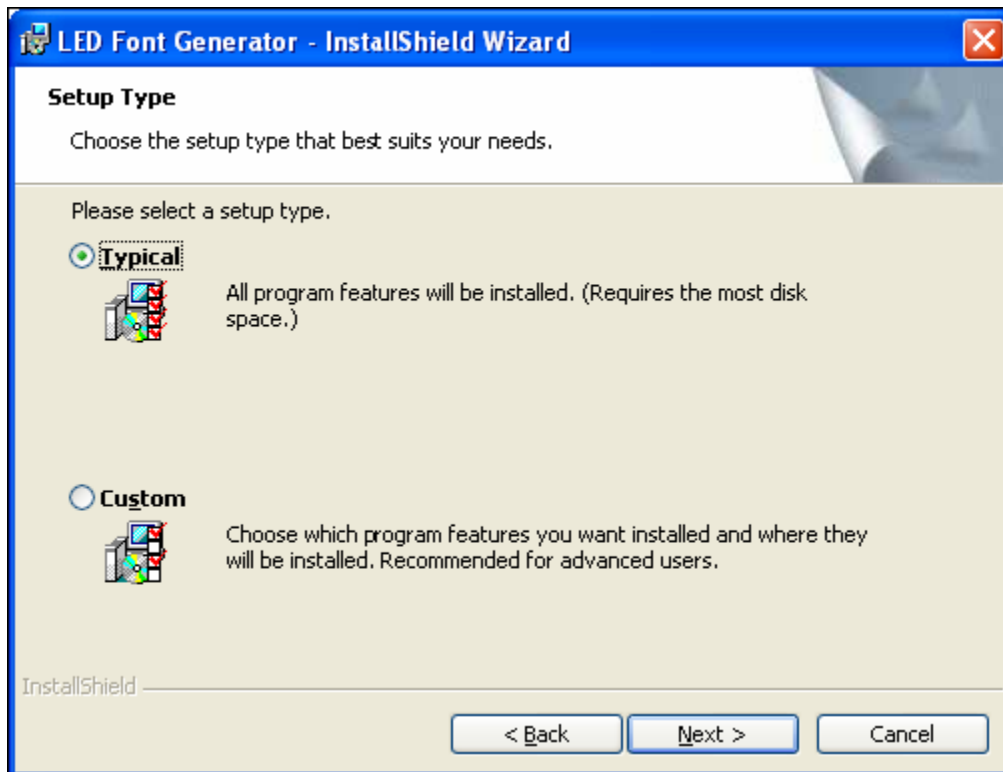 LED Font Generator - InstallShield Wizard
Setup Type
Choose the setup type that best suits your needs.
Please select a setup type.
Typical
All program features will be installed. (Requires the most disk
space.)
Custom
Choose which program features you want installed and where they
will be installed. Recommended for advanced users.
InstallShield
< Back
Next >
Cancel